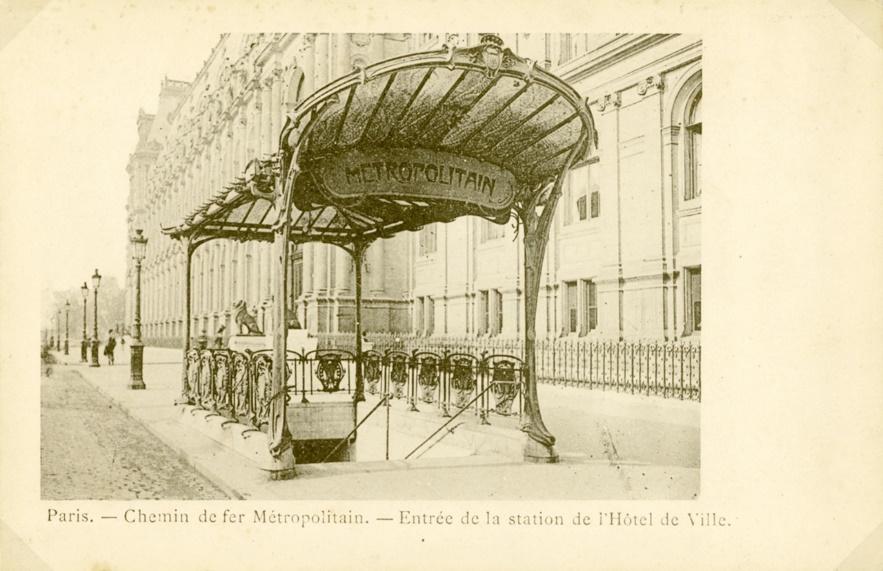 METROPOLITAIN
Paris. — Chemin de fer Métropolitain. — Entrée de la station de l'Hôtel de Ville.